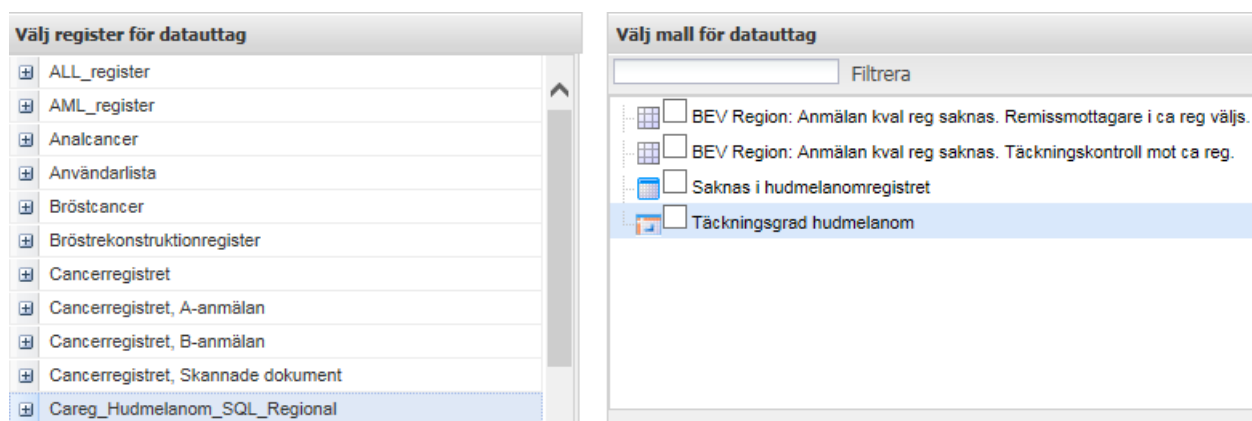 Välj register för datauttag
ALL_register
AML_register
Analcancer
Användarlista
Bröstcancer
Bröstrekonstruktionregister
Cancerregistret
Cancerregistret, A-anmälan
Cancerregistret, B-anmälan
Cancerregistret, Skannade dokument
Careg_Hudmelanom_SQL_Regional
Välj mall för datauttag
Filtrera
BEV Region: Anmälan kval reg saknas. Remissmottagare i ca reg väljs.
BEV Region: Anmälan kval reg saknas. Täckningskontroll mot ca reg.
Saknas i hudmelanomregistret
Täckningsgrad hudmelanom